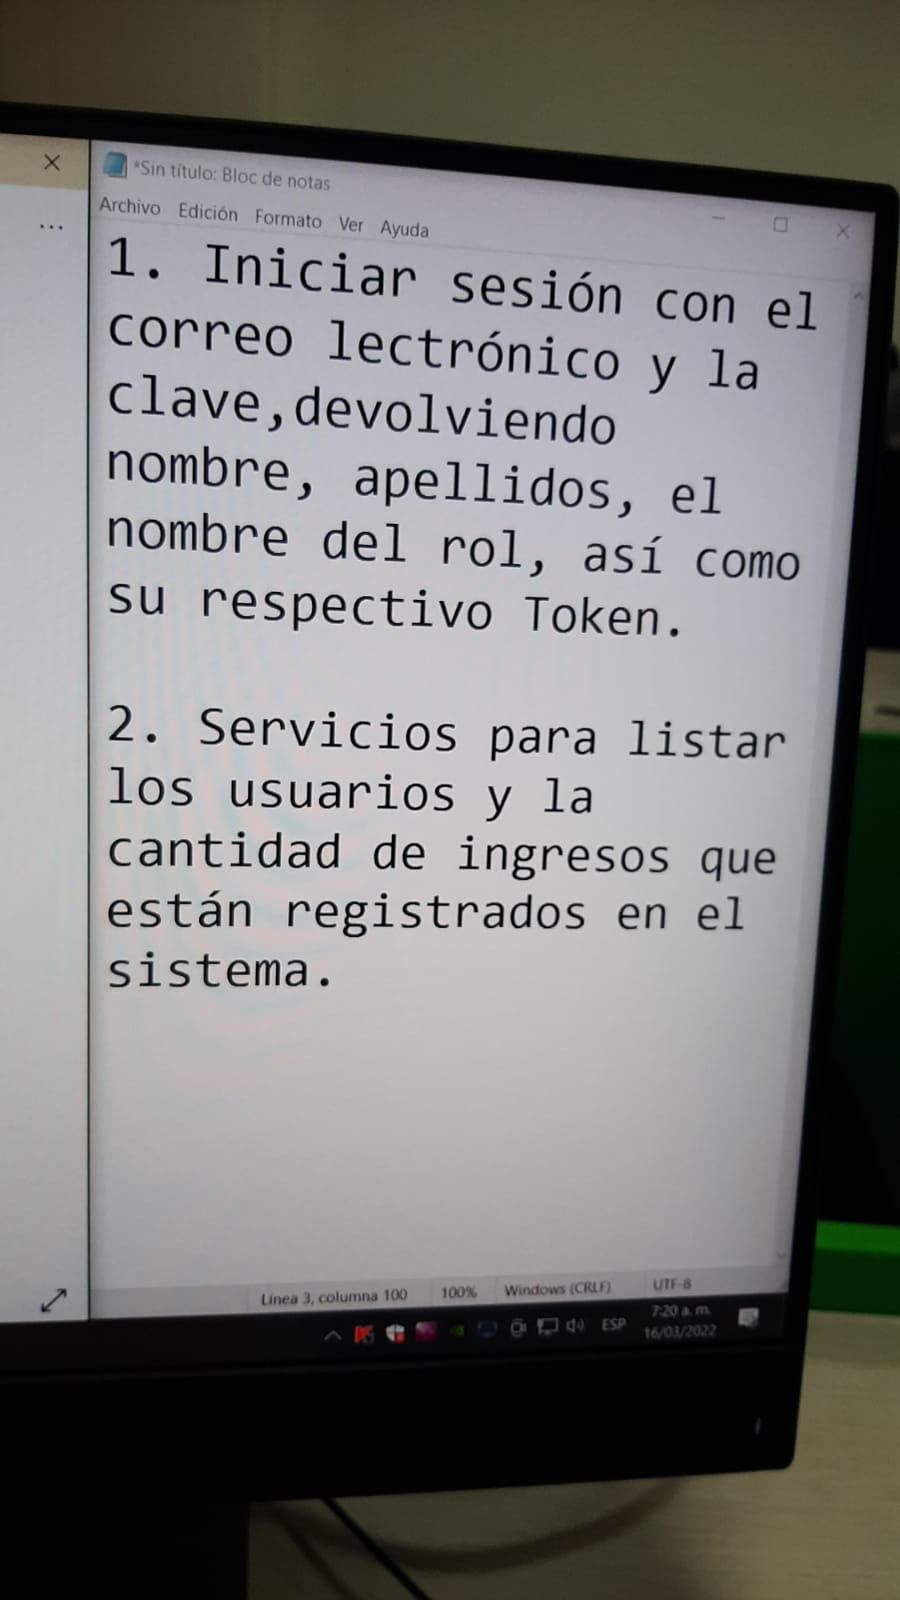 *Sin título: Bloc de notas
Archivo Edición Formato Ver Ayuda
1. Iniciar sesión con el
correo lectrónico y la
clave,devolviendo
nombre, apellidos, el
nombre del rol, así como
su respectivo Token.
2. Servicios para listar
los usuarios y la
cantidad de ingresos que
están registrados en el
sistema.
Línea 3, columna 100 100% Windows (CRLF) UTF-8
ESP 7:20 a. m.
16/03/2022